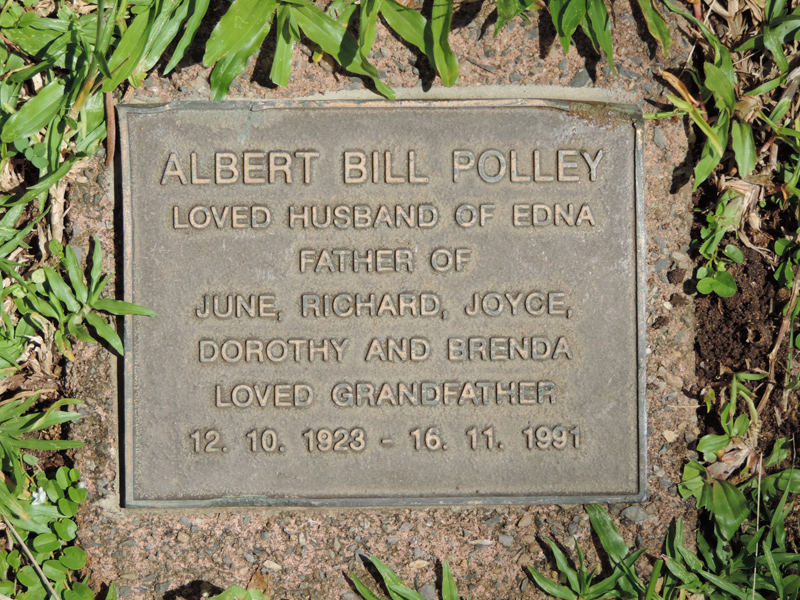 ALBERT BILL POLLEY
LOVED HUSBAND OF EDNA
FATHER OF
JUNE, RICHARD, JOYCE,
DOROTHY AND BRENDA
LOVED GRANDFATHER
12. 10. 1923 - 16. 11. 1991